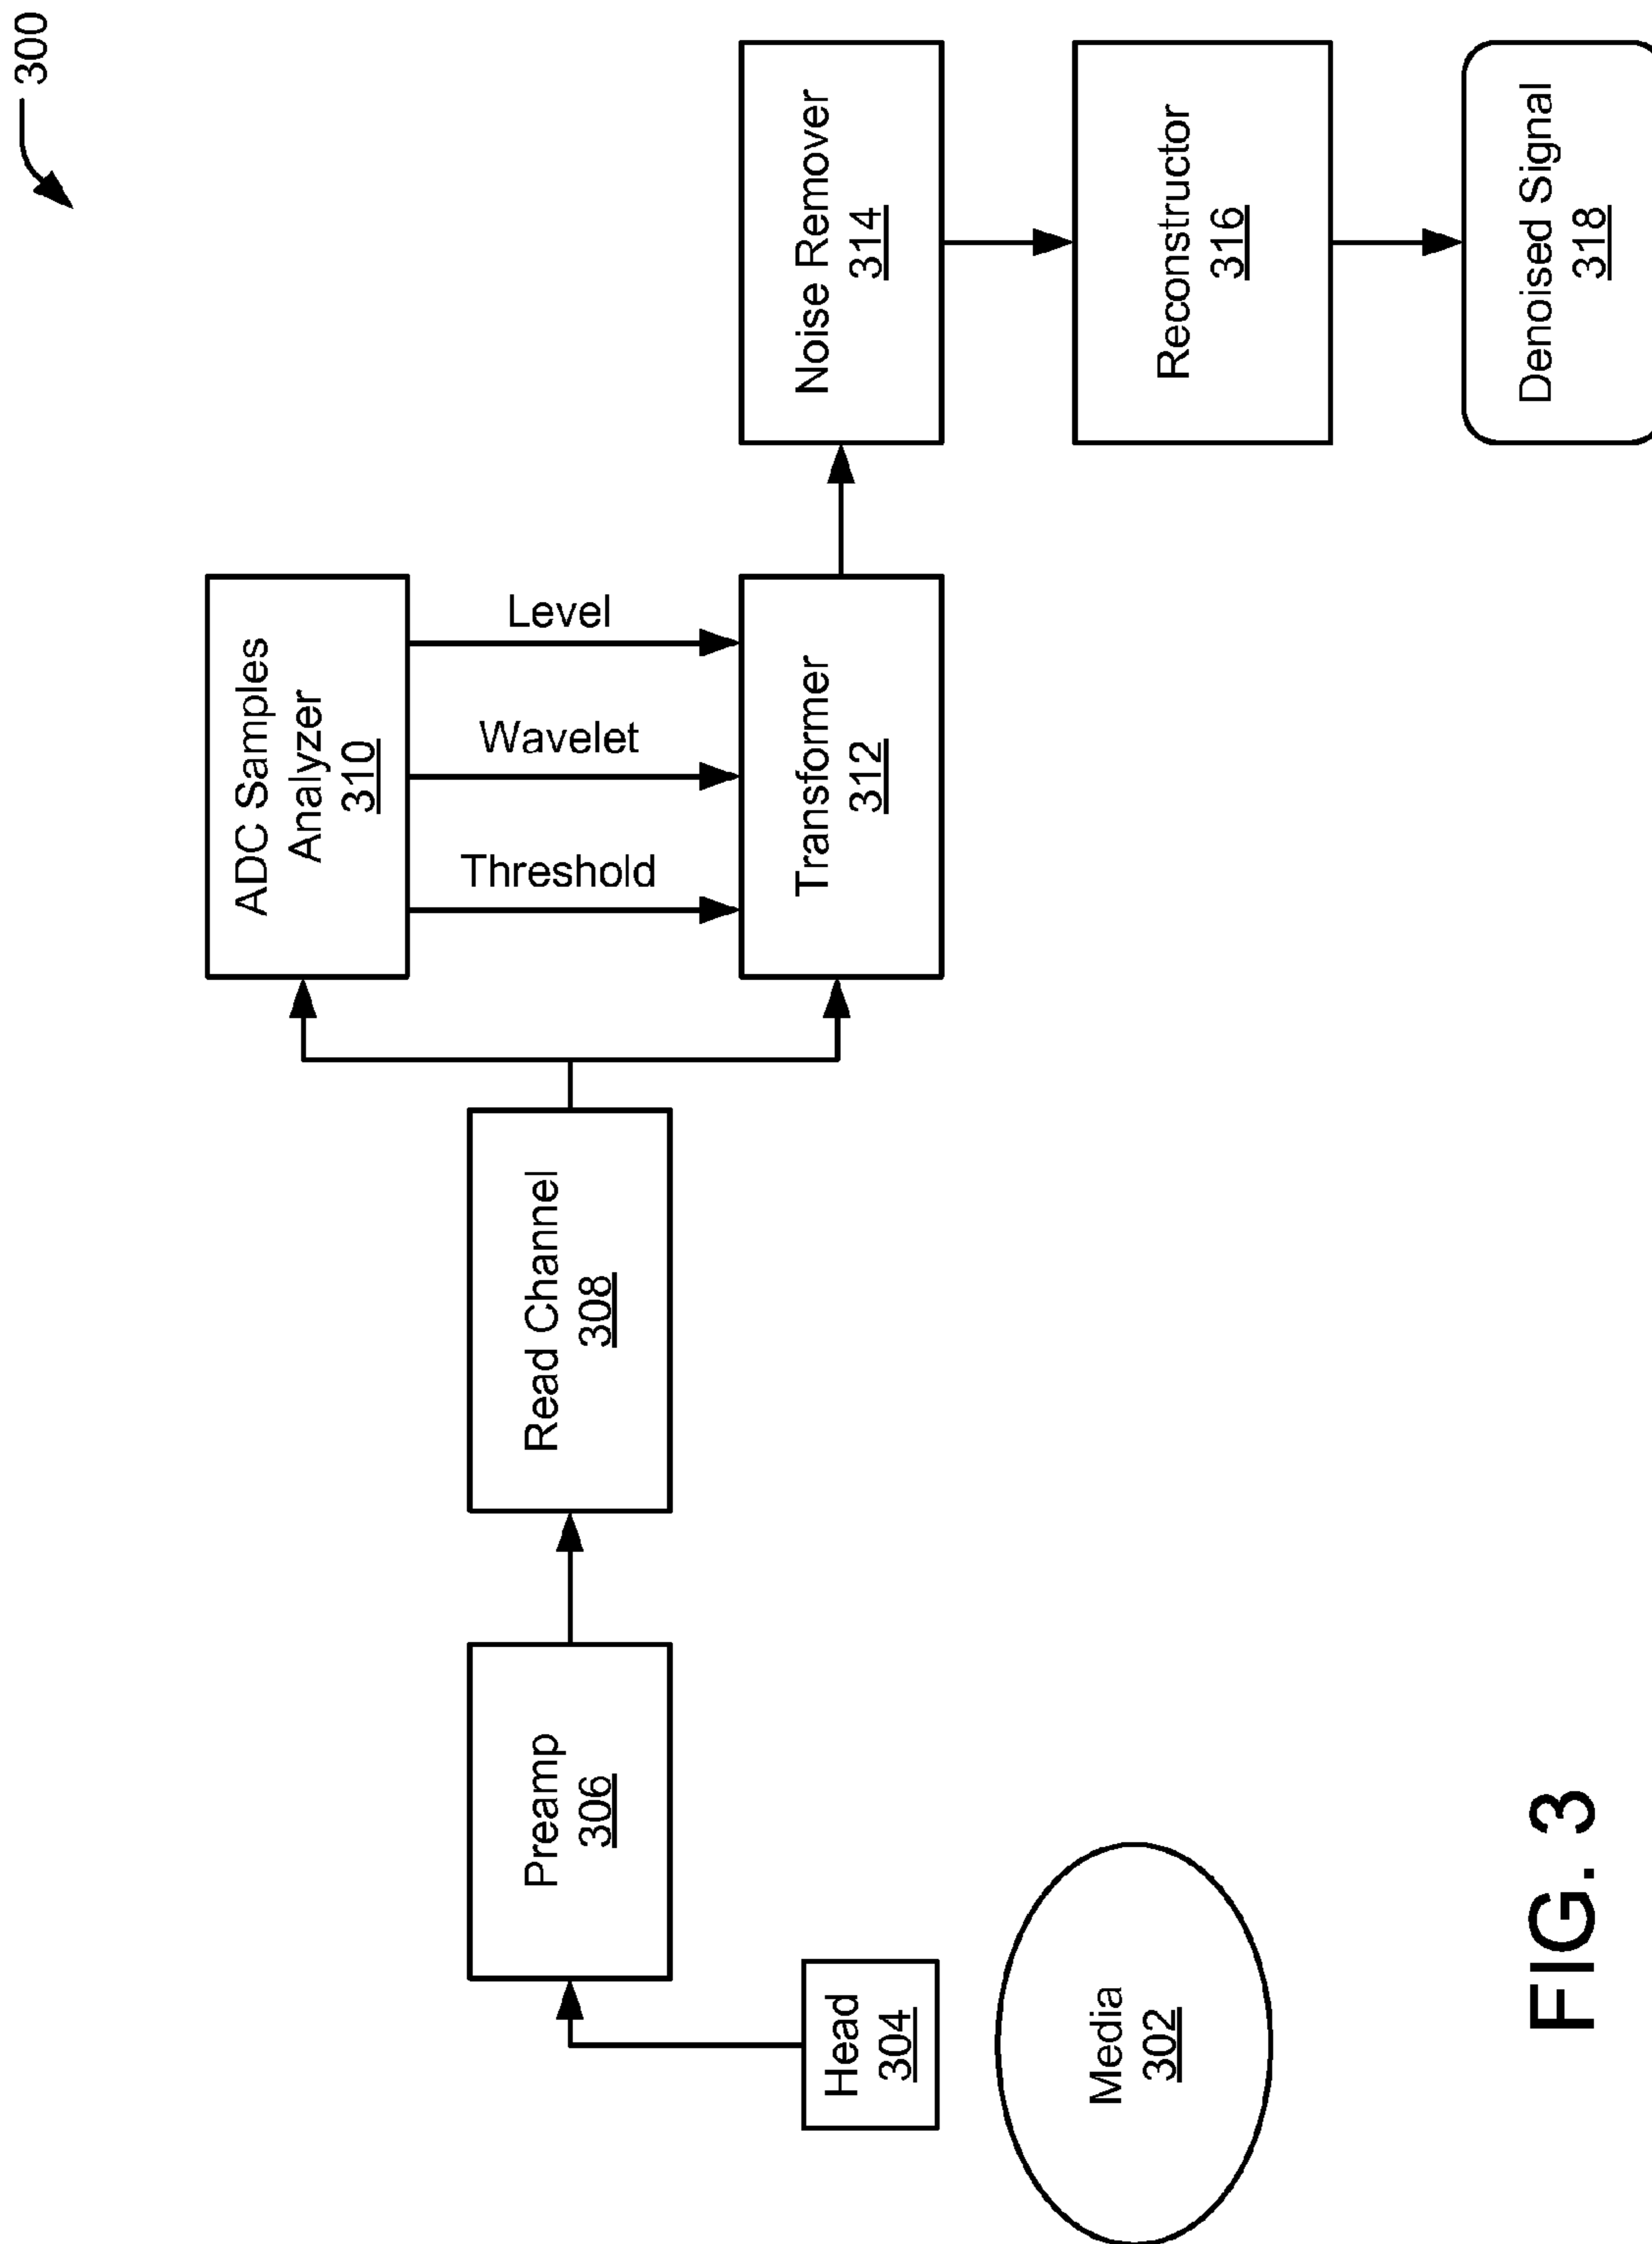 300
ADC Samples
Analyzer
310
Threshold
Wavelet
Level
Preamp
306
Read Channel
308
Head
304
Transformer
312
Noise Remover
314
Media
302
Reconstructor
316
Denoised Signal
318
FIG. 3